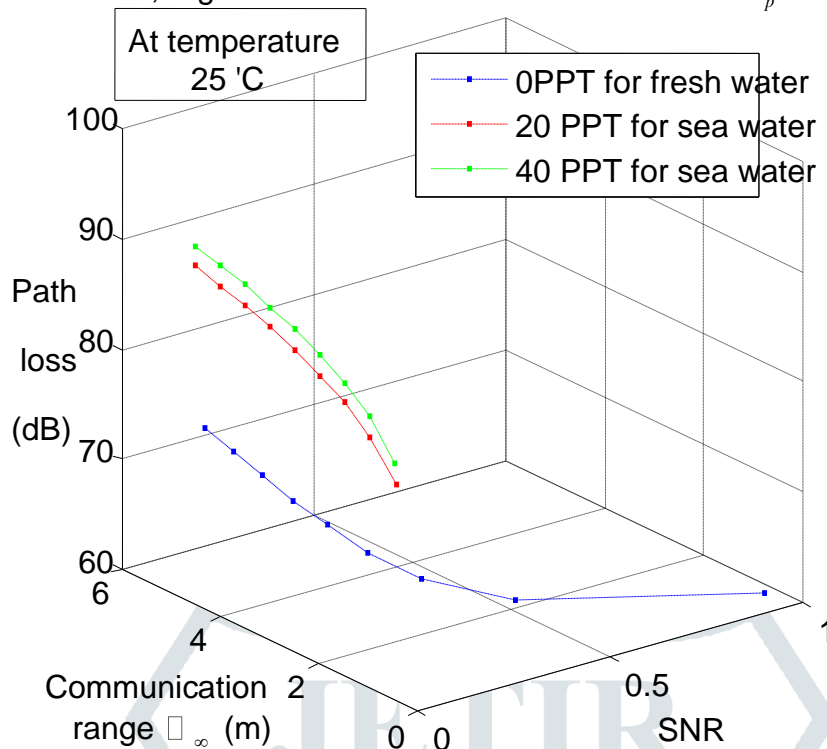 p
At temperature
25 'C
0PPT for fresh water
20 PPT for sea water
40 PPT for sea water
100
90
80
70
60
Path
loss
(dB)
6
4
2
0
Communication
range □ ∞ (m)
0
0.5
1
SNR
JETIR